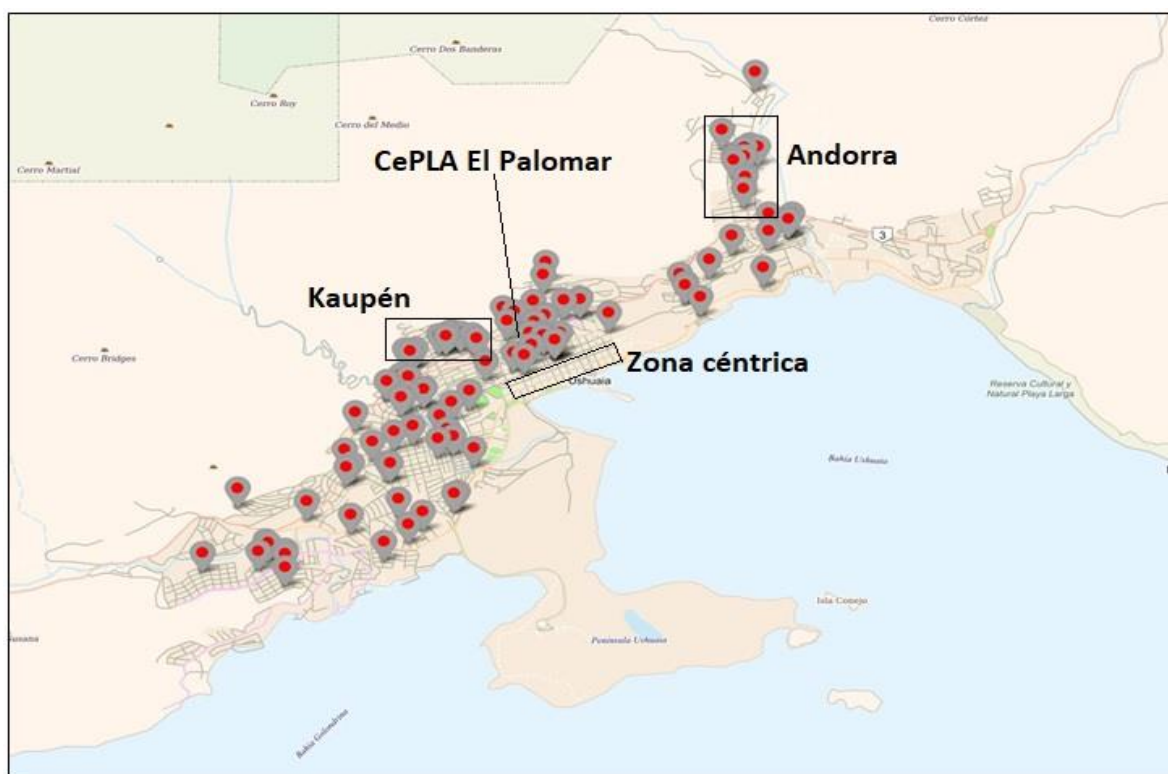 Cerro Cortez
Cerro Dos Banderas
Cerro Roy
Cerro del Medio
Cerro Martial
CePLA El Palomar
Andorra
3
Kaupén
Cerro Bridges
Zona céntrica
Ushuaia
Reserva Cultural y
Natural Playa Larga
Bahía Ushuaia
Isla Conejo
Península Ushuaia
Bahía Golondrina